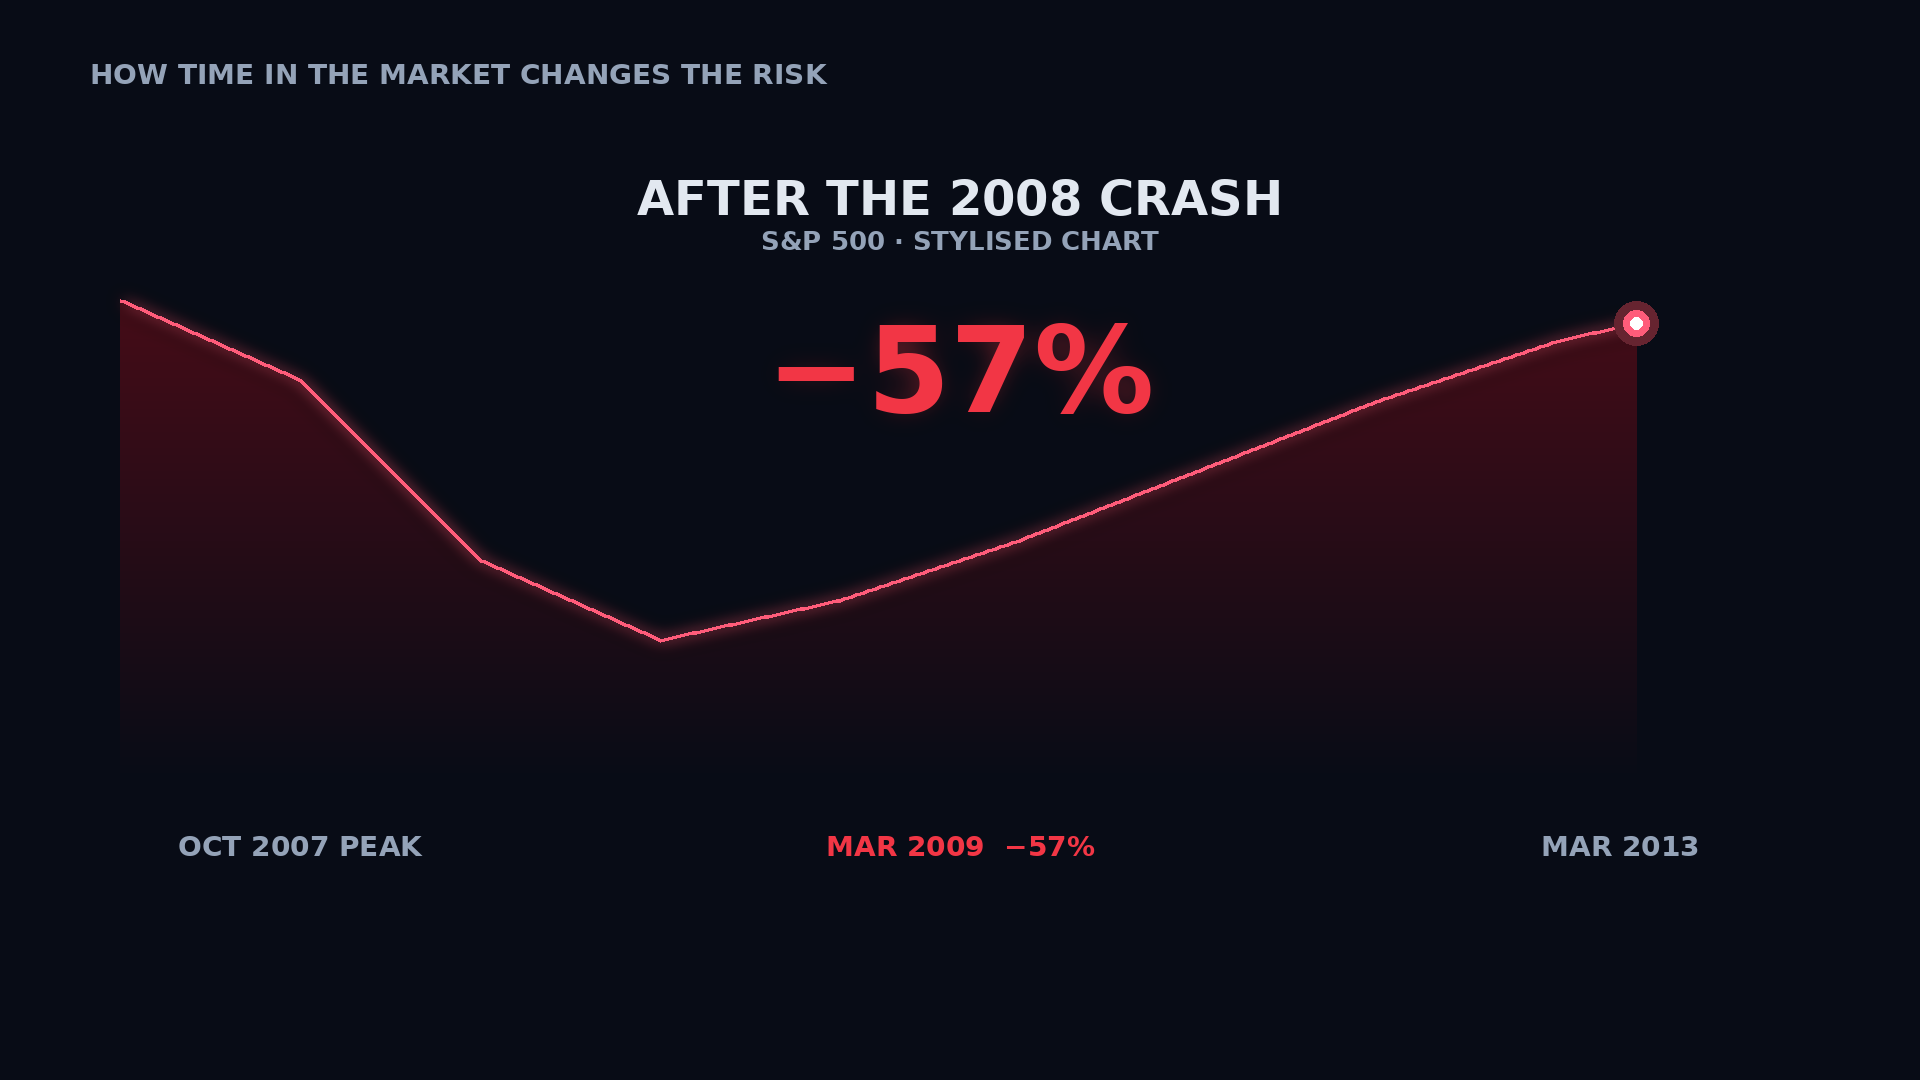 HOW TIME IN THE MARKET CHANGES THE RISK
AFTER THE 2008 CRASH
S&P 500 · STYLISED CHART
−57%
OCT 2007 PEAK
MAR 2009 −57%
MAR 2013